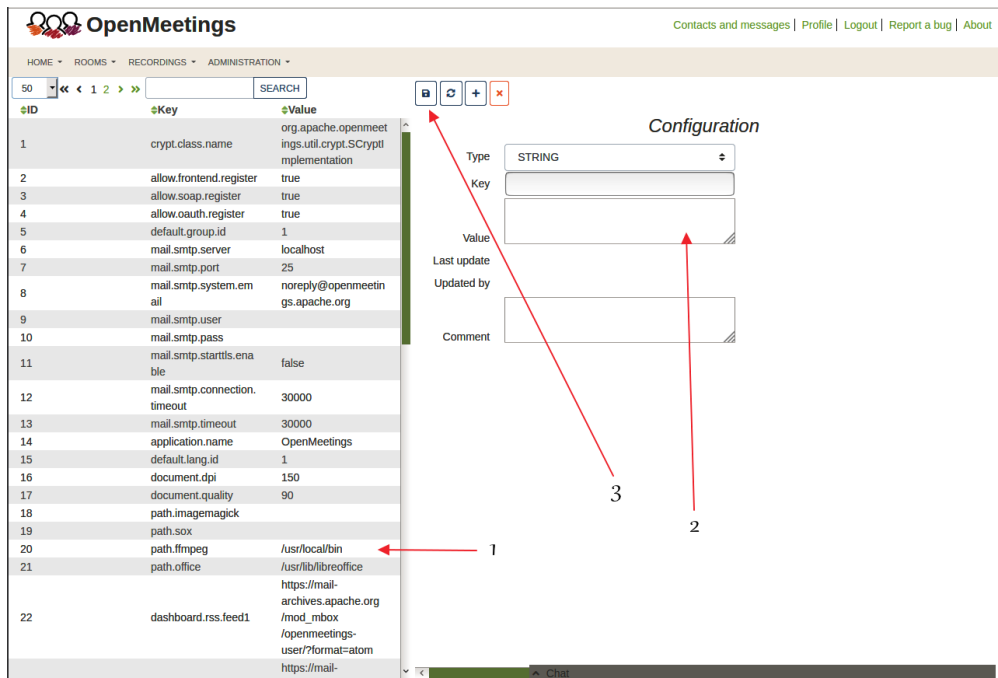 OpenMeetings
Contacts and messages | Profile | Logout | Report a bug | About
HOME ROOMS RECORDINGS ADMINISTRATION
50 « ‹ 1 2 › » SEARCH
ID Key Value
1 crypt.class.name org.apache.openmeet
ings.util.crypt.SCryptI
mplementation
2 allow.frontend.register true
3 allow.soap.register true
4 allow.oauth.register true
5 default.group.id 1
6 mail.smtp.server localhost
7 mail.smtp.port 25
8 mail.smtp.system.em noreply@openmeetin
ail gs.apache.org
9 mail.smtp.user
10 mail.smtp.pass
11 mail.smtp.starttls.ena false
ble
12 mail.smtp.connection. 30000
timeout
13 mail.smtp.timeout 30000
14 application.name OpenMeetings
15 default.lang.id 1
16 document.dpi 150
17 document.quality 90
18 path.imagemagick
19 path.sox
20 path.ffmpeg /usr/local/bin
21 path.office /usr/lib/libreoffice
22 dashboard.rss.feed1 https://mail-
archives.apache.org
/mod_mbox
/openmeetings-
user/?format=atom
https://mail-
Configuration
Type STRING
Key
Value
Last update
Updated by
Comment
3
2
1
Chat